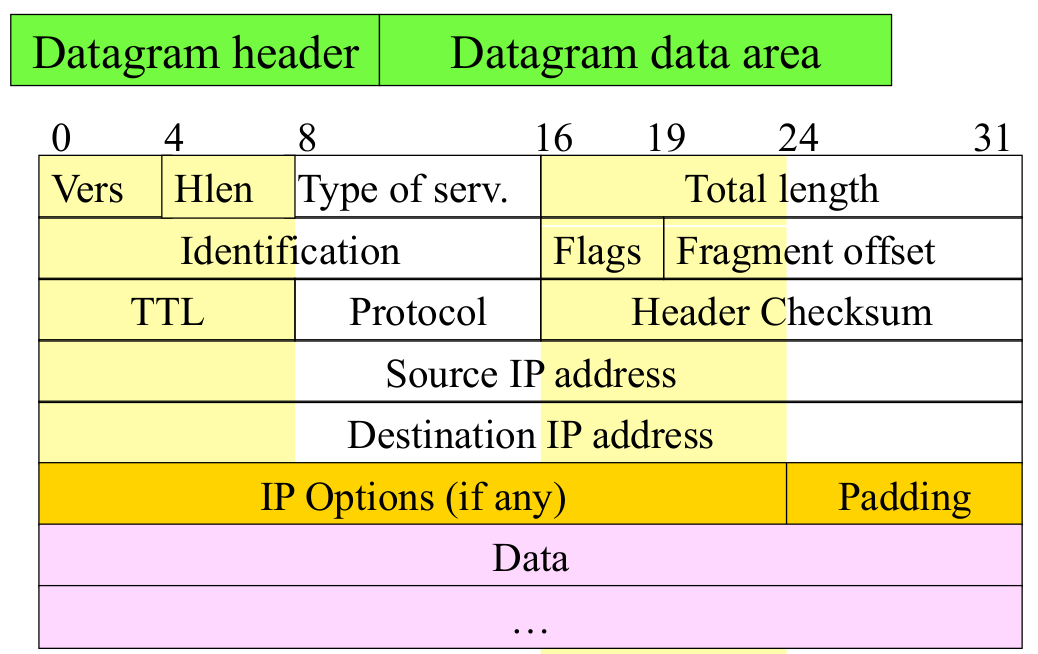 Datagram header Datagram data area
0 4 8 16 19 24 31
Vers Hlen Type of serv. Total length
Identification Flags Fragment offset
TTL Protocol Header Checksum
Source IP address
Destination IP address
IP Options (if any) Padding
Data
…